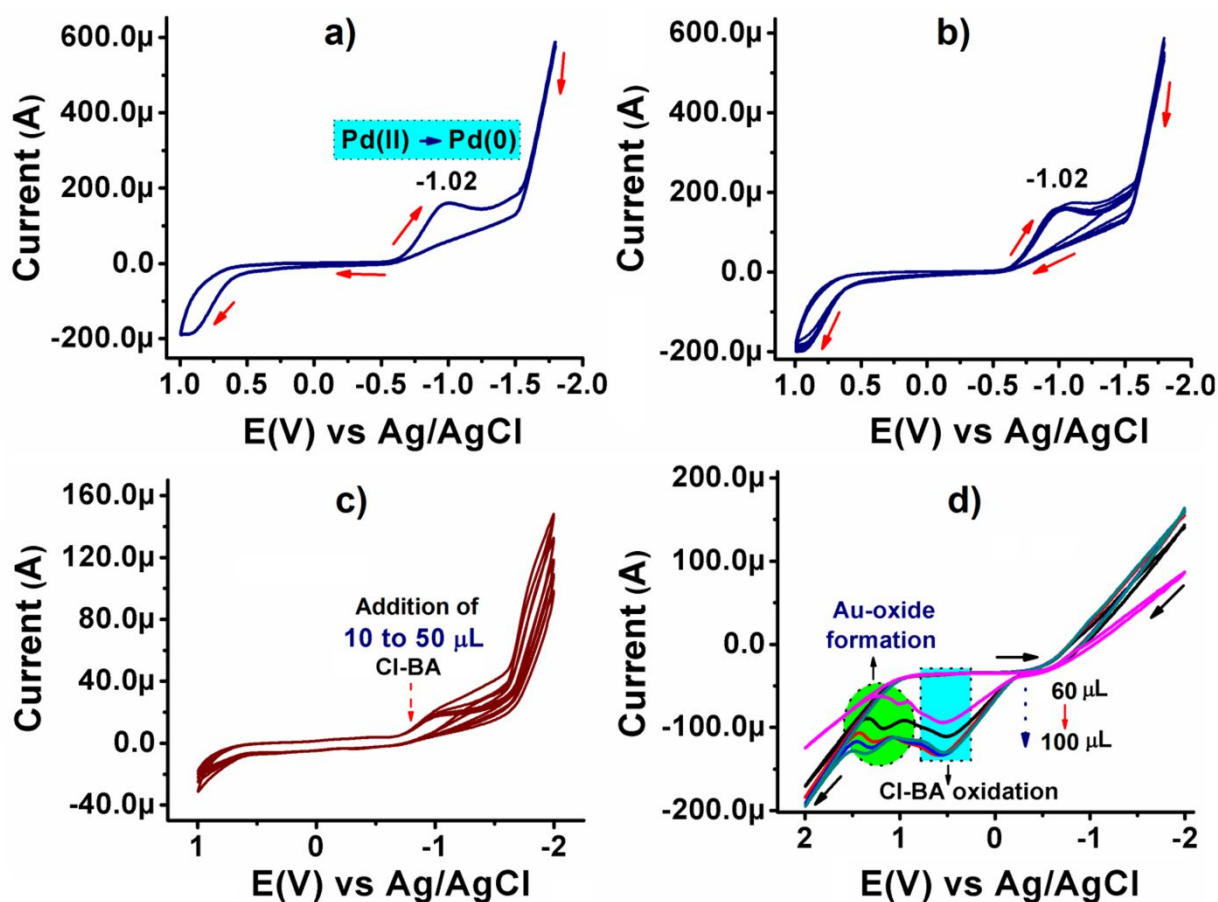 a)
600.0µ
400.0µ
200.0µ
0.0
-200.0µ
Current (A)
Pd(II) → Pd(0)
-1.02
1.0 0.5 0.0 -0.5 -1.0 -1.5 -2.0
E(V) vs Ag/AgCl
b)
600.0µ
400.0µ
200.0µ
0.0
-200.0µ
Current (A)
-1.02
1.0 0.5 0.0 -0.5 -1.0 -1.5 -2.0
E(V) vs Ag/AgCl
c)
160.0µ
120.0µ
80.0µ
40.0µ
0.0
-40.0µ
Current (A)
Addition of
10 to 50 µL
Cl-BA
1 0 -1 -2
E(V) vs Ag/AgCl
d)
200.0µ
100.0µ
0.0
-100.0µ
-200.0µ
Current (A)
Au-oxide
formation
60 µL
100 µL
Cl-BA oxidation
2 1 0 -1 -2
E(V) vs Ag/AgCl